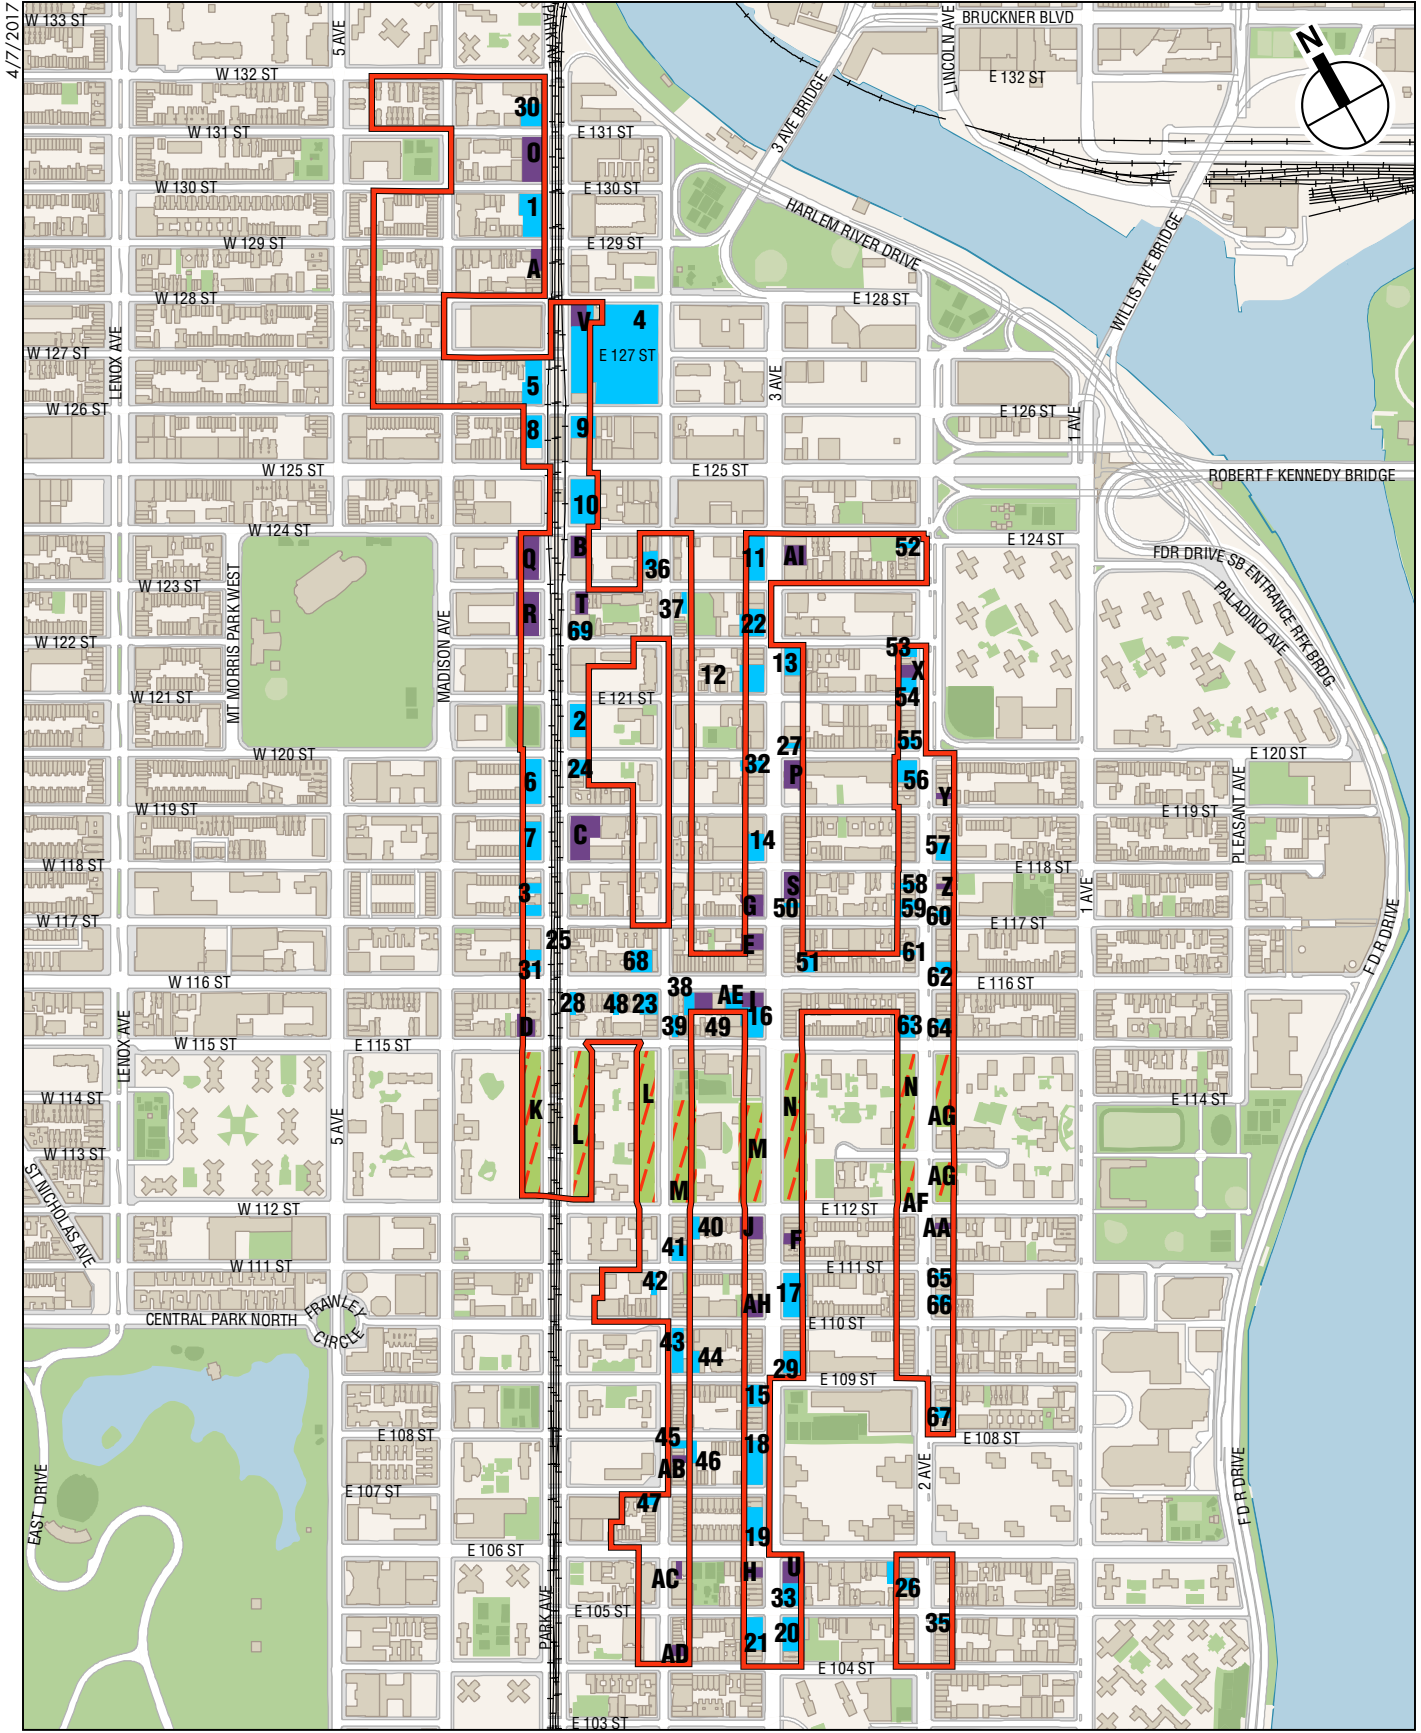 4/7/2017
W 133 ST
5 AVE
PARK AVE
LINCOLN AVE
BRUCKNER BLVD
N
W 132 ST
E 132 ST
3 AVE BRIDGE
30
W 131 ST
E 131 ST
O
W 130 ST
E 130 ST
1
HARLEM RIVER DRIVE
W 129 ST
E 129 ST
A
WILLIS AVE BRIDGE
W 128 ST
E 128 ST
V
4
LENOX AVE
W 127 ST
E 127 ST
3 AVE
5
W 126 ST
E 126 ST
1 AVE
8
9
W 125 ST
E 125 ST
ROBERT F KENNEDY BRIDGE
10
W 124 ST
E 124 ST
Q
B
36
11
AI
52
FDR DRIVE SB ENTRANCE RFK BRDG
PALADINO AVE
W 123 ST
MT MORRIS PARK WEST
MADISON AVE
R
T
37
22
69
W 122 ST
53
13
X
12
54
W 121 ST
E 121 ST
2
27
55
W 120 ST
E 120 ST
24
32
P
56
6
Y
PLEASANT AVE
W 119 ST
E 119 ST
7
C
14
57
W 118 ST
E 118 ST
3
S
58
Z
1 AVE
G
50
59
60
W 117 ST
E 117 ST
FDR DRIVE
25
E
61
31
68
51
62
W 116 ST
E 116 ST
38
AE
I
28
48
23
16
D
39
49
63
64
LENOX AVE
W 115 ST
E 115 ST
5 AVE
K
L
L
N
N
W 114 ST
E 114 ST
AG
W 113 ST
M
M
AG
ST NICHOLAS AVE
AF
W 112 ST
E 112 ST
40
J
F
AA
41
W 111 ST
E 111 ST
42
17
65
AH
66
FRAWLEY CIRCLE
CENTRAL PARK NORTH
E 110 ST
43
44
29
E 109 ST
15
67
E 108 ST
45
18
E 108 ST
AB
46
2 AVE
FDR DRIVE
EAST DRIVE
E 107 ST
47
19
E 106 ST
AC
H
U
33
26
PARK AVE
E 105 ST
35
AD
21
20
E 104 ST
E 103 ST